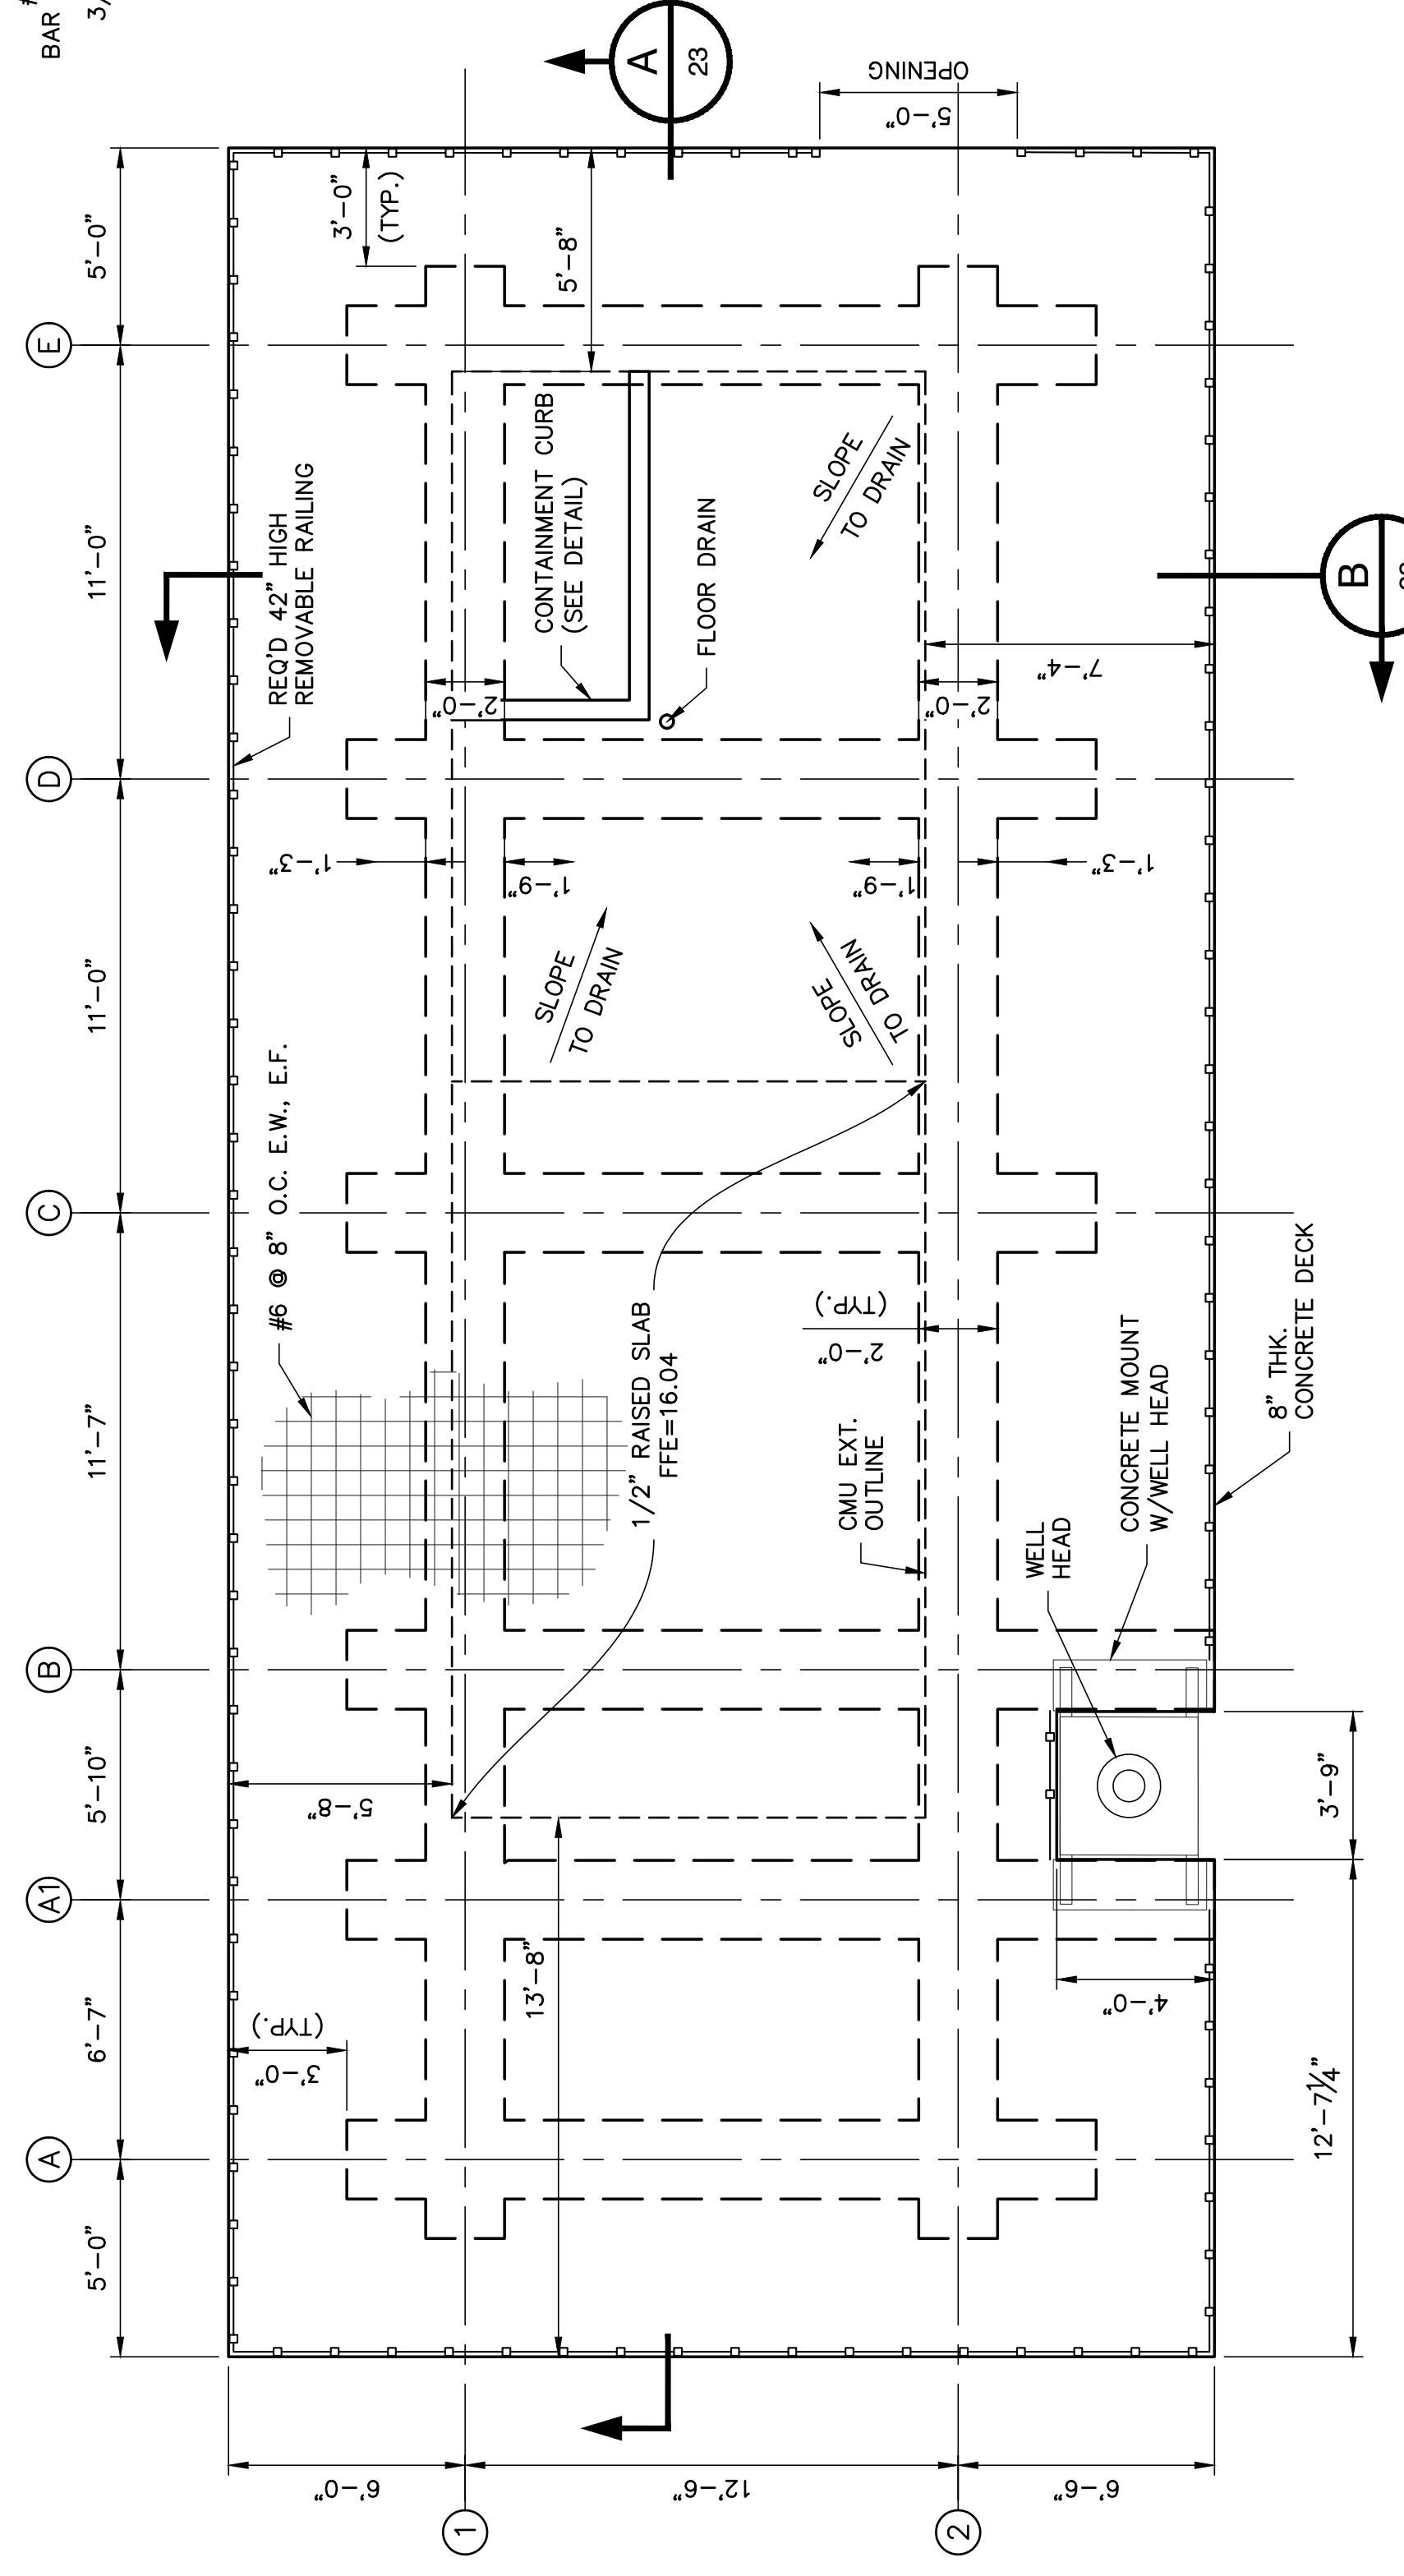 BAR #
3/
A
A1
B
C
D
E
5'-0"
6'-7"
5'-10"
11'-7"
11'-0"
11'-0"
5'-0"
REQ'D 42" HIGH
REMOVABLE RAILING
#6 @ 8" O.C. E.W., E.F.
3'-0"
(TYP.)
3'-0"
(TYP.)
5'-8"
1'-3"
2'-0"
1'-9"
5'-8"
13'-8"
CONTAINMENT CURB
(SEE DETAIL)
SLOPE
TO DRAIN
FLOOR DRAIN
1/2" RAISED SLAB
FFE=16.04
A
23
SLOPE
TO DRAIN
SLOPE
TO DRAIN
CMU EXT.
OUTLINE
2'-0"
(TYP.)
1'-9"
2'-0"
1'-3"
7'-4"
5'-0"
OPENING
WELL
HEAD
CONCRETE MOUNT
W/WELL HEAD
4'-0"
8" THK.
CONCRETE DECK
12'-7¼"
3'-9"
B
6'-0"
12'-6"
6'-6"
1
2